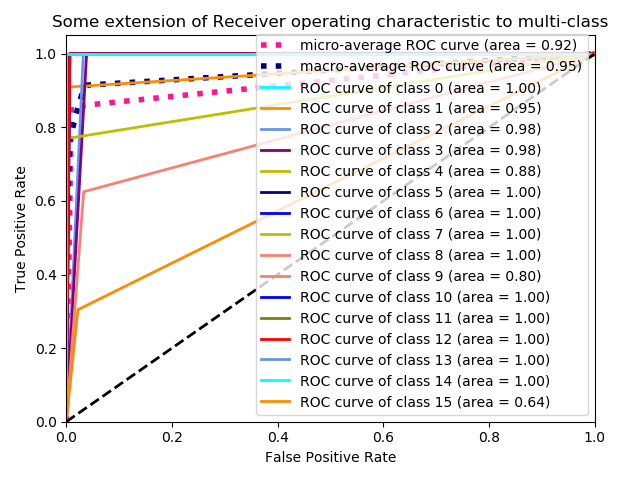 Some extension of Receiver operating characteristic to multi-class
1.0
0.8
0.6
0.4
0.2
0.0
True Positive Rate
micro-average ROC curve (area = 0.92)
macro-average ROC curve (area = 0.95)
ROC curve of class 0 (area = 1.00)
ROC curve of class 1 (area = 0.95)
ROC curve of class 2 (area = 0.98)
ROC curve of class 3 (area = 0.98)
ROC curve of class 4 (area = 0.88)
ROC curve of class 5 (area = 1.00)
ROC curve of class 6 (area = 1.00)
ROC curve of class 7 (area = 1.00)
ROC curve of class 8 (area = 1.00)
ROC curve of class 9 (area = 0.80)
ROC curve of class 10 (area = 1.00)
ROC curve of class 11 (area = 1.00)
ROC curve of class 12 (area = 1.00)
ROC curve of class 13 (area = 1.00)
ROC curve of class 14 (area = 1.00)
ROC curve of class 15 (area = 0.64)
0.0 0.2 0.4 0.6 0.8 1.0
False Positive Rate